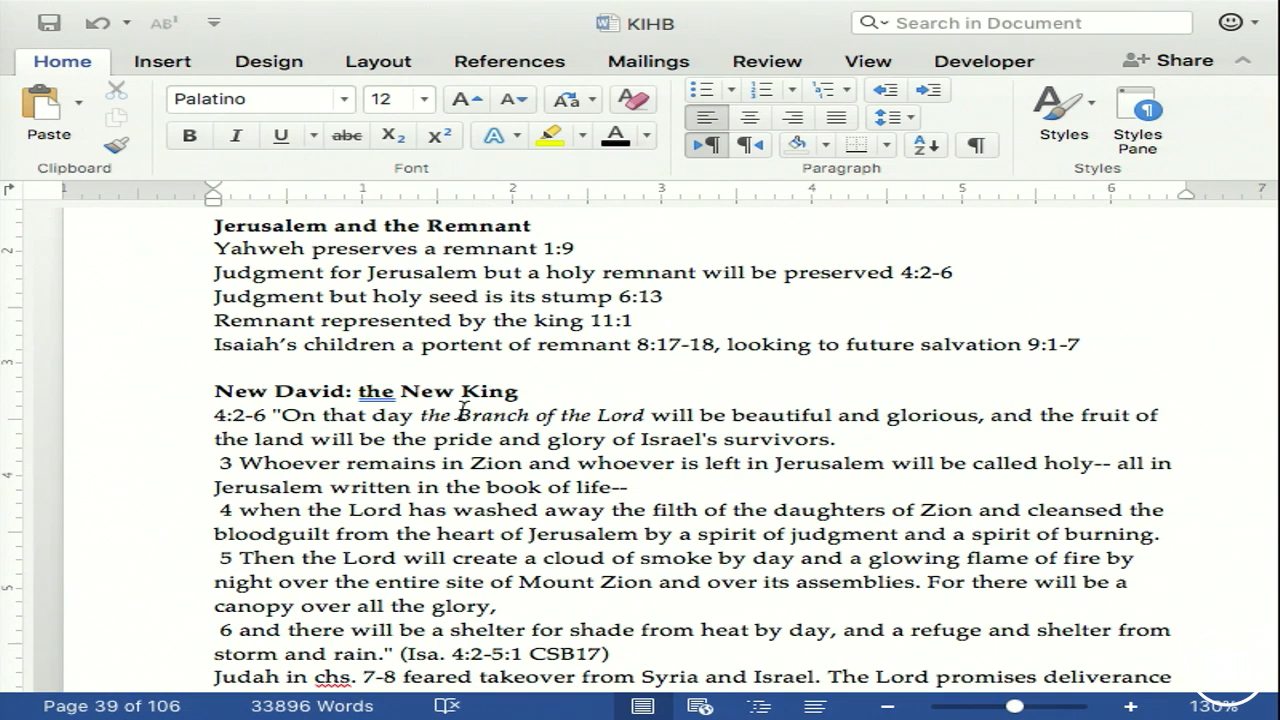 KIHB
Search in Document
Home Insert Design Layout References Mailings Review View Developer Share
Paste
Palatino 12
B I U abc X₂ X² A A
Styles Styles Pane
Clipboard Font Paragraph Styles
1 1 2 3 4 5 6 7
Jerusalem and the Remnant
Yahweh preserves a remnant 1:9
Judgment for Jerusalem but a holy remnant will be preserved 4:2-6
Judgment but holy seed is its stump 6:13
Remnant represented by the king 11:1
Isaiah’s children a portent of remnant 8:17-18, looking to future salvation 9:1-7
New David: the New King
4:2-6 "On that day the Branch of the Lord will be beautiful and glorious, and the fruit of
the land will be the pride and glory of Israel's survivors.
3 Whoever remains in Zion and whoever is left in Jerusalem will be called holy-- all in
Jerusalem written in the book of life--
4 when the Lord has washed away the filth of the daughters of Zion and cleansed the
bloodguilt from the heart of Jerusalem by a spirit of judgment and a spirit of burning.
5 Then the Lord will create a cloud of smoke by day and a glowing flame of fire by
night over the entire site of Mount Zion and over its assemblies. For there will be a
canopy over all the glory,
6 and there will be a shelter for shade from heat by day, and a refuge and shelter from
storm and rain." (Isa. 4:2-5:1 CSB17)
Judah in chs. 7-8 feared takeover from Syria and Israel. The Lord promises deliverance
Page 39 of 106 33896 Words 130%